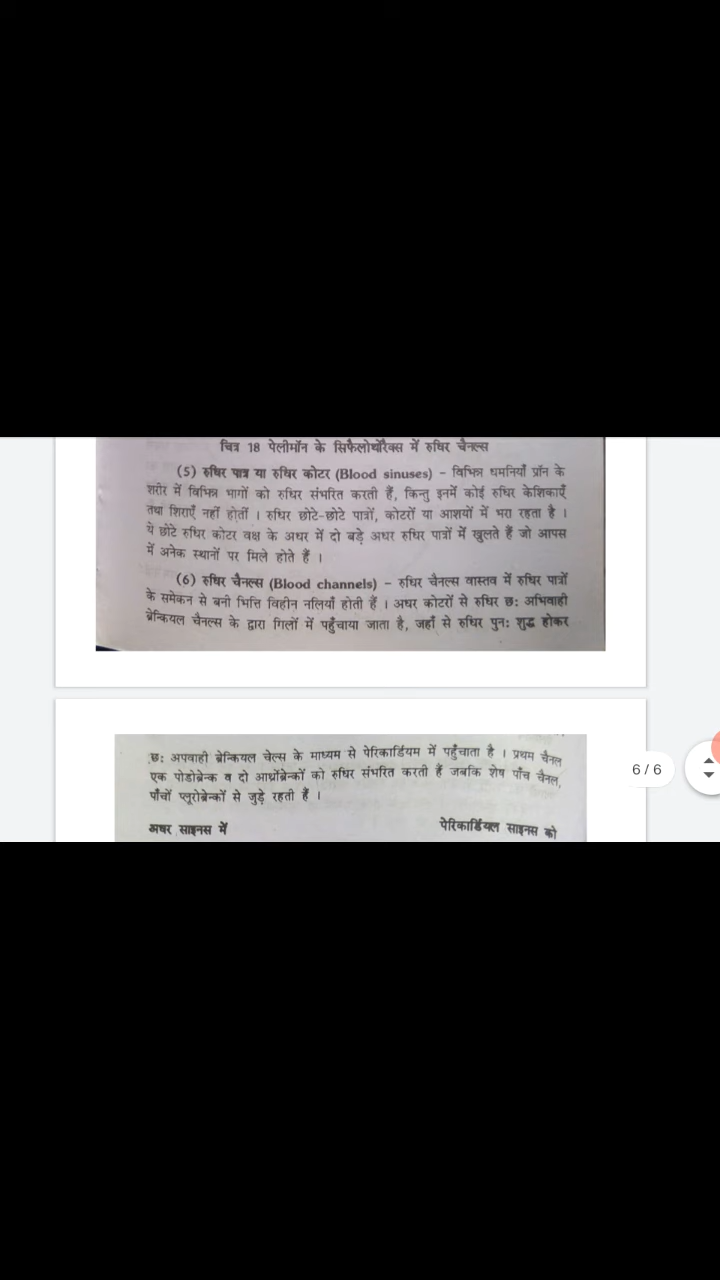 चित्र 18 पेलीमॉन के सिफैलोथोरैक्स में रुधिर चैनल्स
(5) रुधिर पात्र या रुधिर कोटर (Blood sinuses) – विभिन्न धमनियाँ प्रॉन के
शरीर में विभिन्न भागों को रुधिर संभरित करती हैं, किन्तु इनमें कोई रुधिर केशिकाएँ
तथा शिराएँ नहीं होतीं । रुधिर छोटे-छोटे पात्रों, कोटरों या आशयों में भरा रहता है ।
ये छोटे रुधिर कोटर वक्ष के अधर में दो बड़े अधर रुधिर पात्रों में खुलते हैं जो आपस
में अनेक स्थानों पर मिले होते हैं ।
(6) रुधिर चैनल्स (Blood channels) – रुधिर चैनल्स वास्तव में रुधिर पात्रों
के समेकन से बनी भित्ति विहीन नलियाँ होती हैं । अधर कोटरों से रुधिर छः अभिवाही
ब्रेन्कियल चैनल्स के द्वारा गिलों में पहुँचाया जाता है, जहाँ से रुधिर पुनः शुद्ध होकर
छः अपवाही ब्रेन्कियल चेल्स के माध्यम से पेरिकार्डियम में पहुँचाता है । प्रथम चैनल
एक पोडोब्रेन्क व दो आर्थ्रोब्रेन्कों को रुधिर संभरित करती हैं जबकि शेष पाँच चैनल,
पाँचों प्लूरोब्रेन्कों से जुड़े रहती हैं ।
6 / 6
अधर साइनस में
पेरिकार्डियल साइनस को